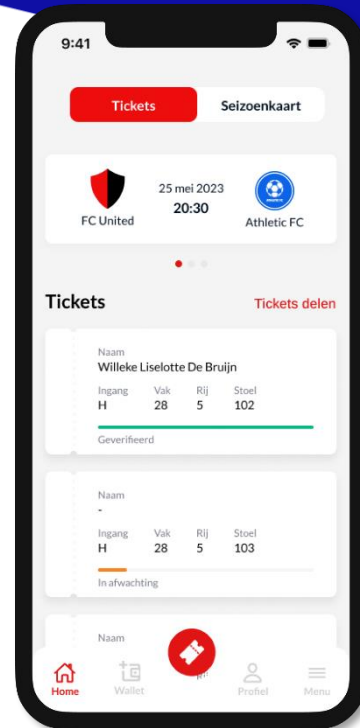 9:41
Tickets Seizoenkaart
25 mei 2023
20:30
FC United Athletic FC
Tickets Tickets delen
Naam
Willeke Liselotte De Bruijn
Ingang Vak Rij Stoel
H 28 5 102
Geverifieerd
Naam
-
Ingang Vak Rij Stoel
H 28 5 103
In afwachting
Naam
Home Wallet Profiel Menu